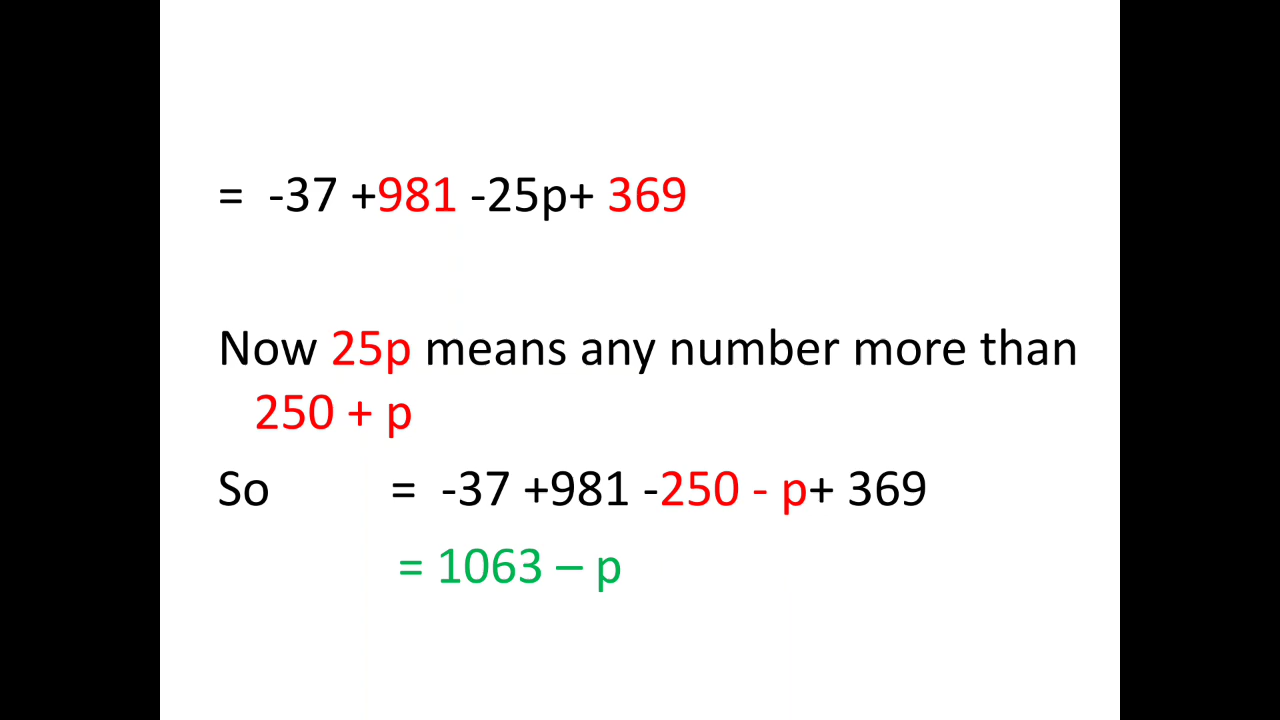 = -37 +981 -25p+ 369
Now 25p means any number more than
250 + p
So = -37 +981 -250 - p+ 369
= 1063 – p